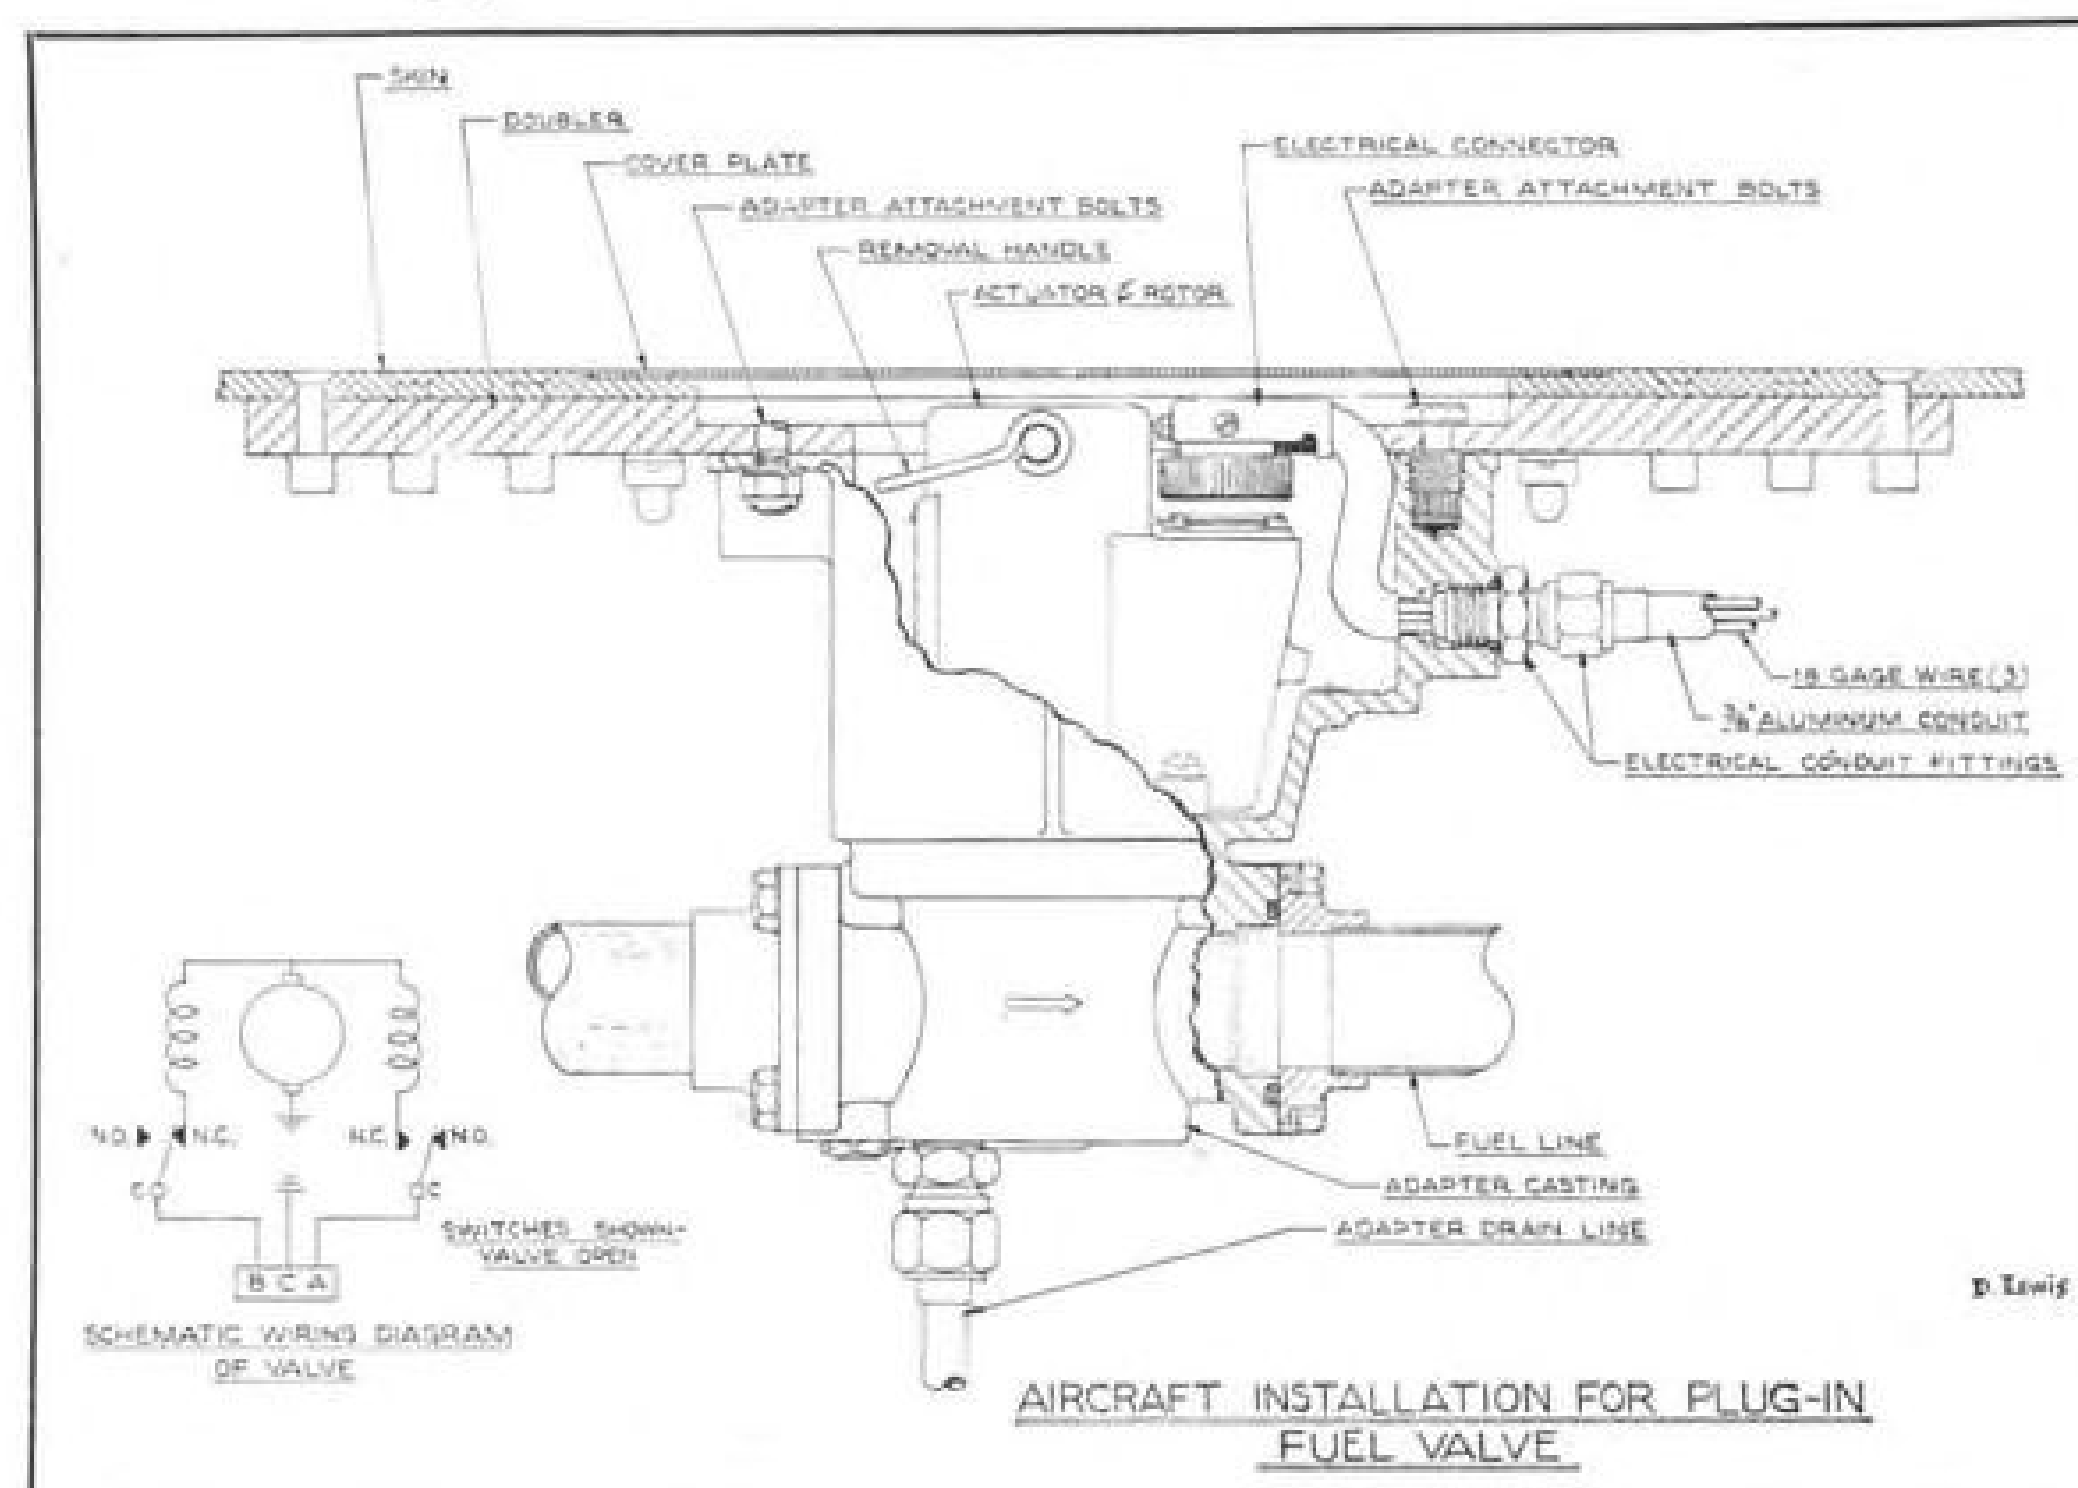 SKIN
DOUBLER
COVER PLATE
ADAPTER ATTACHMENT BOLTS
REMOVAL HANDLE
ACTUATOR & ROTOR
ELECTRICAL CONNECTOR
ADAPTER ATTACHMENT BOLTS
18 GAGE WIRE (3)
3/8" ALUMINUM CONDUIT
ELECTRICAL CONDUIT FITTINGS
FUEL LINE
ADAPTER CASTING
ADAPTER DRAIN LINE
N.O. N.C. N.C. N.O.
C C
SWITCHES SHOWN-
VALVE OPEN
B C A
SCHEMATIC WIRING DIAGRAM
OF VALVE
D. Lewis
AIRCRAFT INSTALLATION FOR PLUG-IN
FUEL VALVE